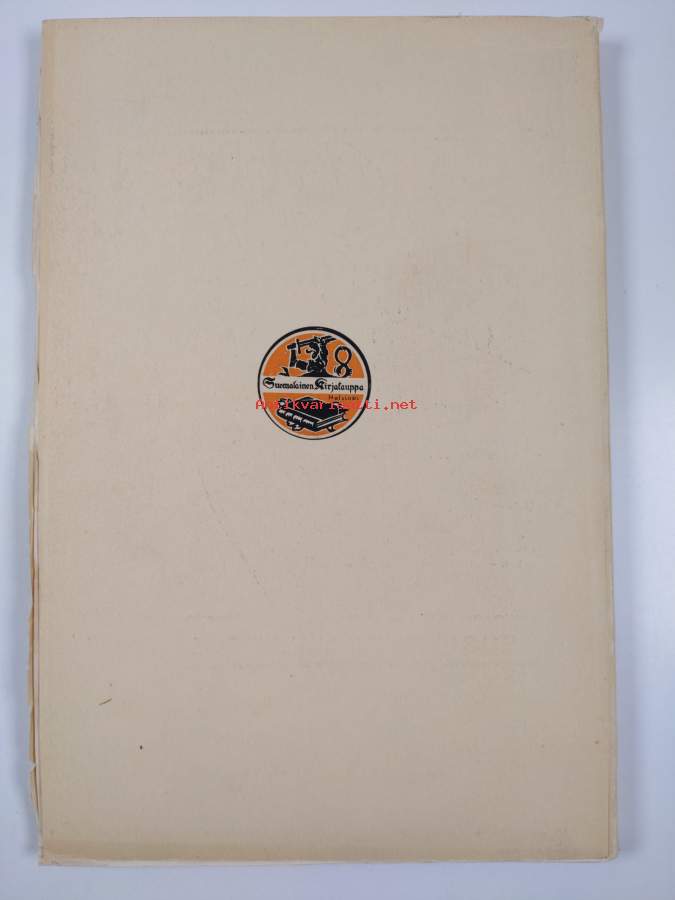 Suomalainen Kirjakauppa
Helsinki
Antikvariaatti.net